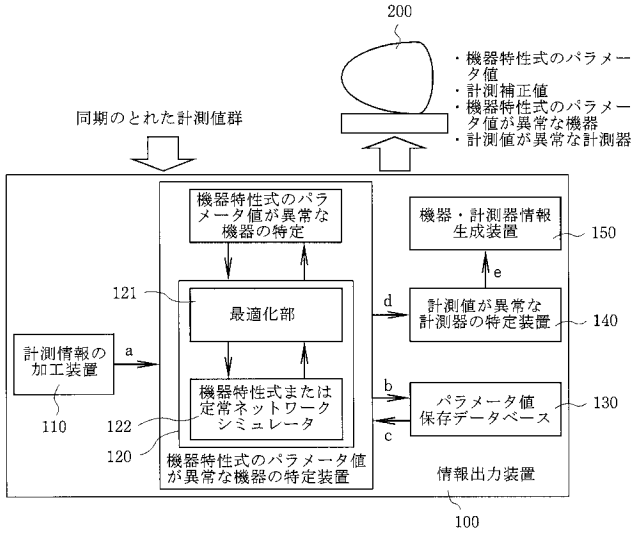 200
・機器特性式のパラメー
タ値
・計測補正値
・機器特性式のパラメー
タ値が異常な機器
・計測値が異常な計測器
同期のとれた計測値群
機器特性式のパラ
メータ値が異常な
機器の特定
機器・計測器情報
生成装置
150
e
121
最適化部
d
計測値が異常な
計測器の特定装置
140
計測情報の
加工装置
a
110
機器特性式または
定常ネットワーク
シミュレータ
122
120
b
c
パラメータ値
保存データベース
130
機器特性式のパラメータ値
が異常な機器の特定装置
情報出力装置
100